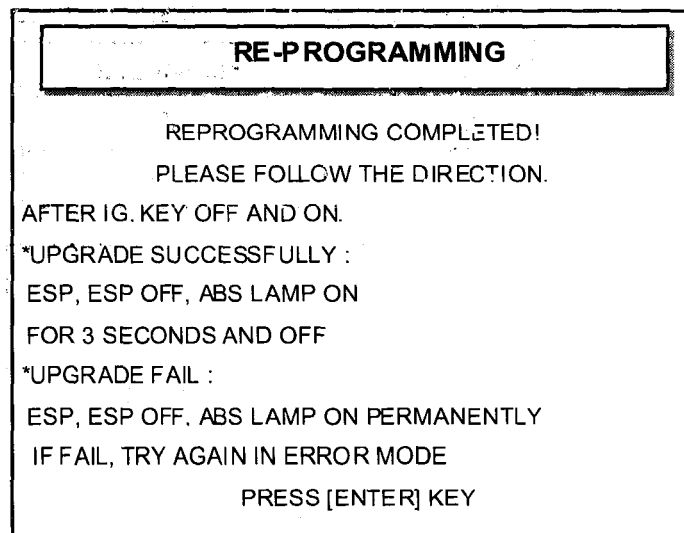 RE-PROGRAMMING
REPROGRAMMING COMPLETED!
PLEASE FOLLOW THE DIRECTION.
AFTER IG. KEY OFF AND ON.
*UPGRADE SUCCESSFULLY :
ESP, ESP OFF, ABS LAMP ON
FOR 3 SECONDS AND OFF
*UPGRADE FAIL :
ESP, ESP OFF, ABS LAMP ON PERMANENTLY
IF FAIL, TRY AGAIN IN ERROR MODE
PRESS [ENTER] KEY